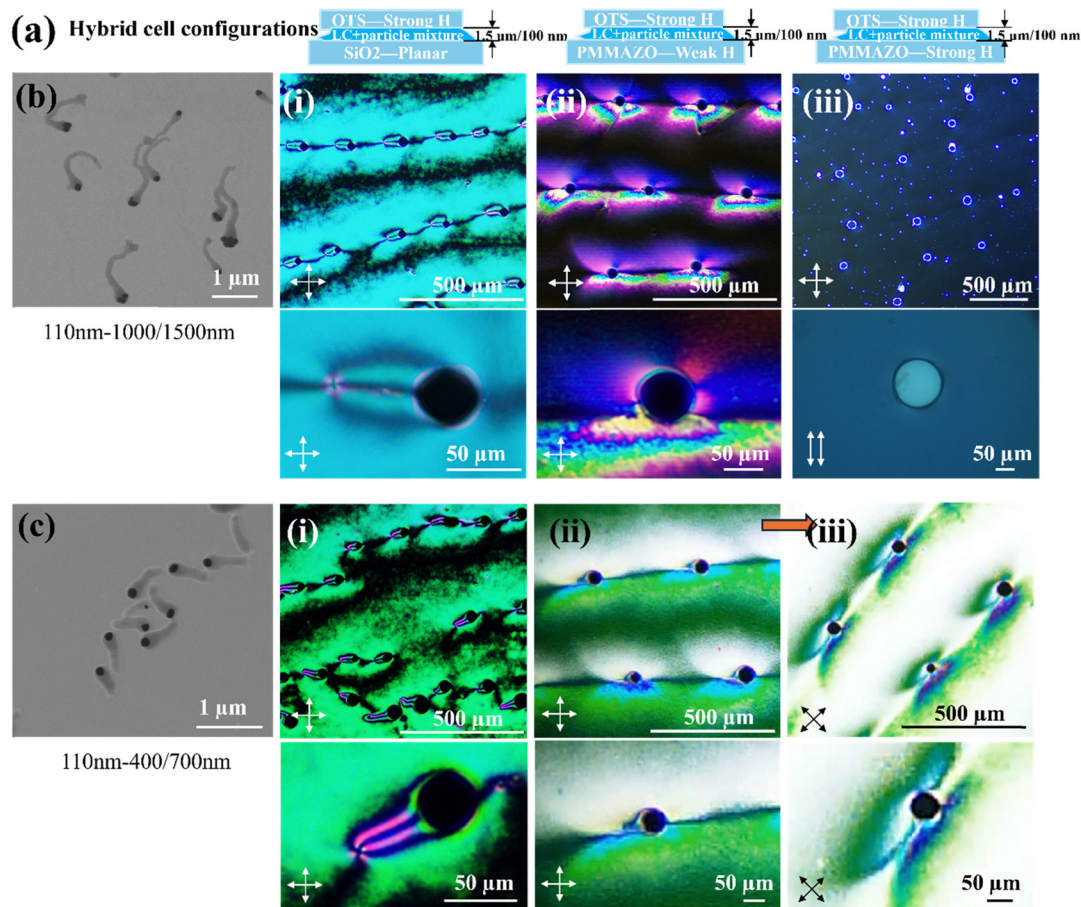 (a) Hybrid cell configurations
OTS—Strong H
LC+particle mixture
1.5 μm/100 nm
SiO2—Planar
OTS—Strong H
LC+particle mixture
1.5 μm/100 nm
PMMAZO—Weak H
OTS—Strong H
LC+particle mixture
1.5 μm/100 nm
PMMAZO—Strong H
(b)
1 μm
110nm-1000/1500nm
(i)
500 μm
(ii)
500 μm
(iii)
500 μm
50 μm
50 μm
50 μm
(c)
1 μm
110nm-400/700nm
(i)
500 μm
(ii)
500 μm
(iii)
500 μm
50 μm
50 μm
50 μm